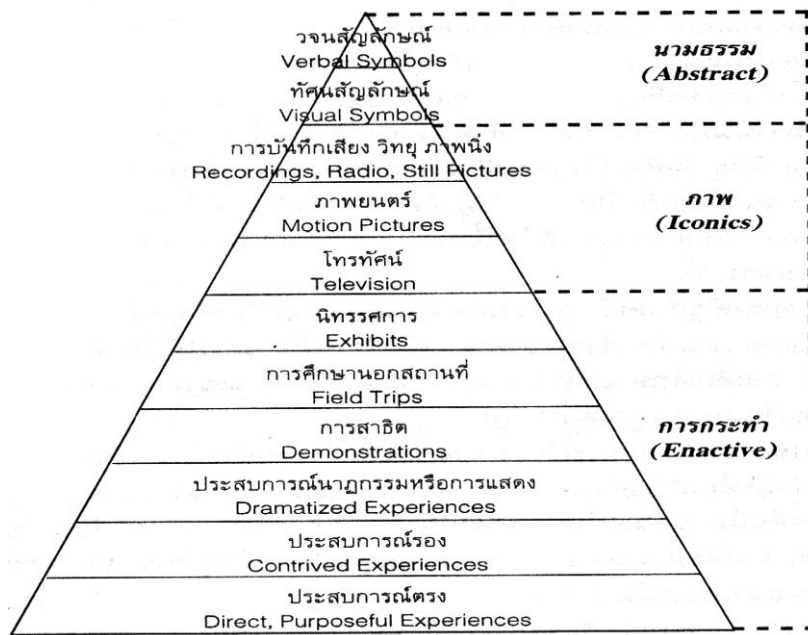 วจนสัญลักษณ์
Verbal Symbols
ทัศนสัญลักษณ์
Visual Symbols
นามธรรม
(Abstract)
การบันทึกเสียง วิทยุ ภาพนิ่ง
Recordings, Radio, Still Pictures
ภาพยนตร์
Motion Pictures
โทรทัศน์
Television
ภาพ
(Iconics)
นิทรรศการ
Exhibits
การศึกษานอกสถานที่
Field Trips
การสาธิต
Demonstrations
ประสบการณ์นาฏกรรมหรือการแสดง
Dramatized Experiences
ประสบการณ์รอง
Contrived Experiences
ประสบการณ์ตรง
Direct, Purposeful Experiences
การกระทำ
(Enactive)